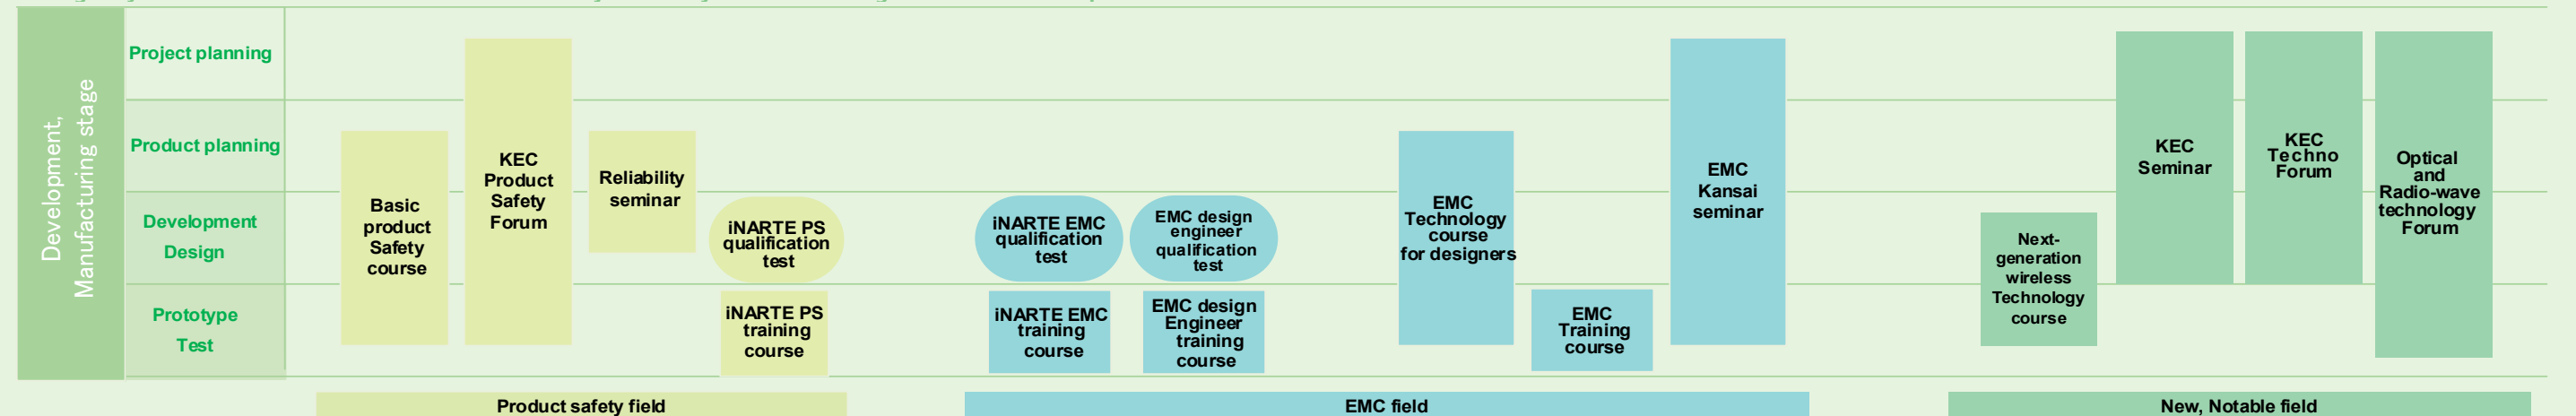 Development,
Manufacturing stage
Project planning
Product planning
Development
Design
Prototype
Test
Basic
product
Safety
course
KEC
Product
Safety
Forum
Reliability
seminar
iNARTE PS
qualification
test
iNARTE PS
training
course
iNARTE EMC
qualification
test
iNARTE EMC
training
course
EMC design
engineer
qualification
test
EMC design
Engineer
training
course
EMC
Technology
course
for designers
EMC
Training
course
EMC
Kansai
seminar
Next-
generation
wireless
Technology
course
KEC
Seminar
KEC
Techno
Forum
Optical
and
Radio-wave
technology
Forum
Product safety field
EMC field
New, Notable field